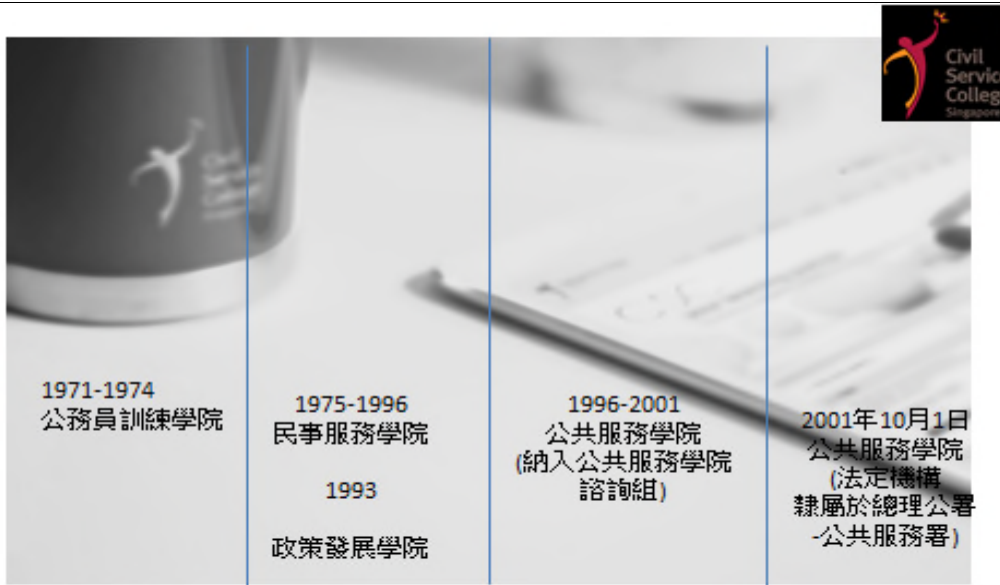 Civil
Service
College
Singapore
1971-1974
公務員訓練學院
1975-1996
民事服務學院
1993
政策發展學院
1996-2001
公共服務學院
(納入公共服務學院
諮詢組)
2001年10月1日
公共服務學院
(法定機構
隸屬於總理公署
-公共服務署)